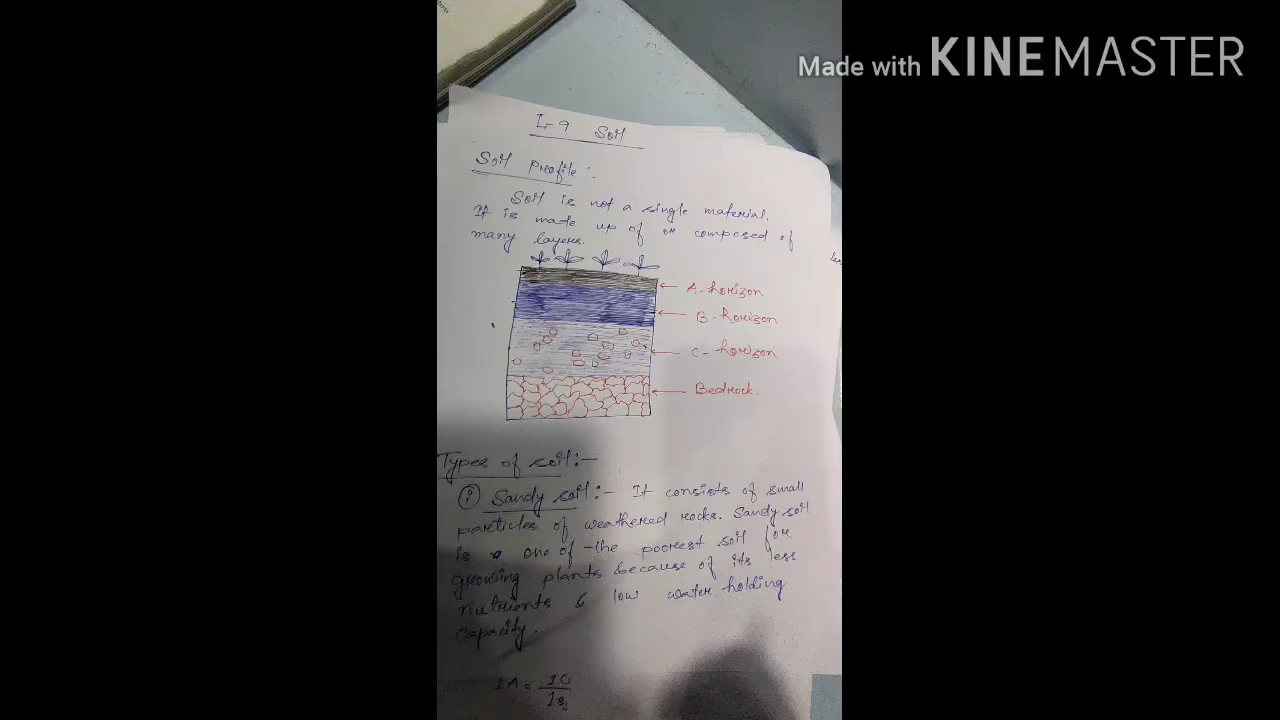 Made with KINEMASTER
L-9 Soil
Soil Profile :
Soil is not a single material.
It is made up of or composed of
many layers.
A-horizon
B-horizon
C-horizon
Bedrock.
Types of soil:-
(i) Sandy soil:- It consists of small
particles of weathered rocks. Sandy soil
is one of the poorest soil for
growing plants because of its less
nutrients & low water holding
capacity.